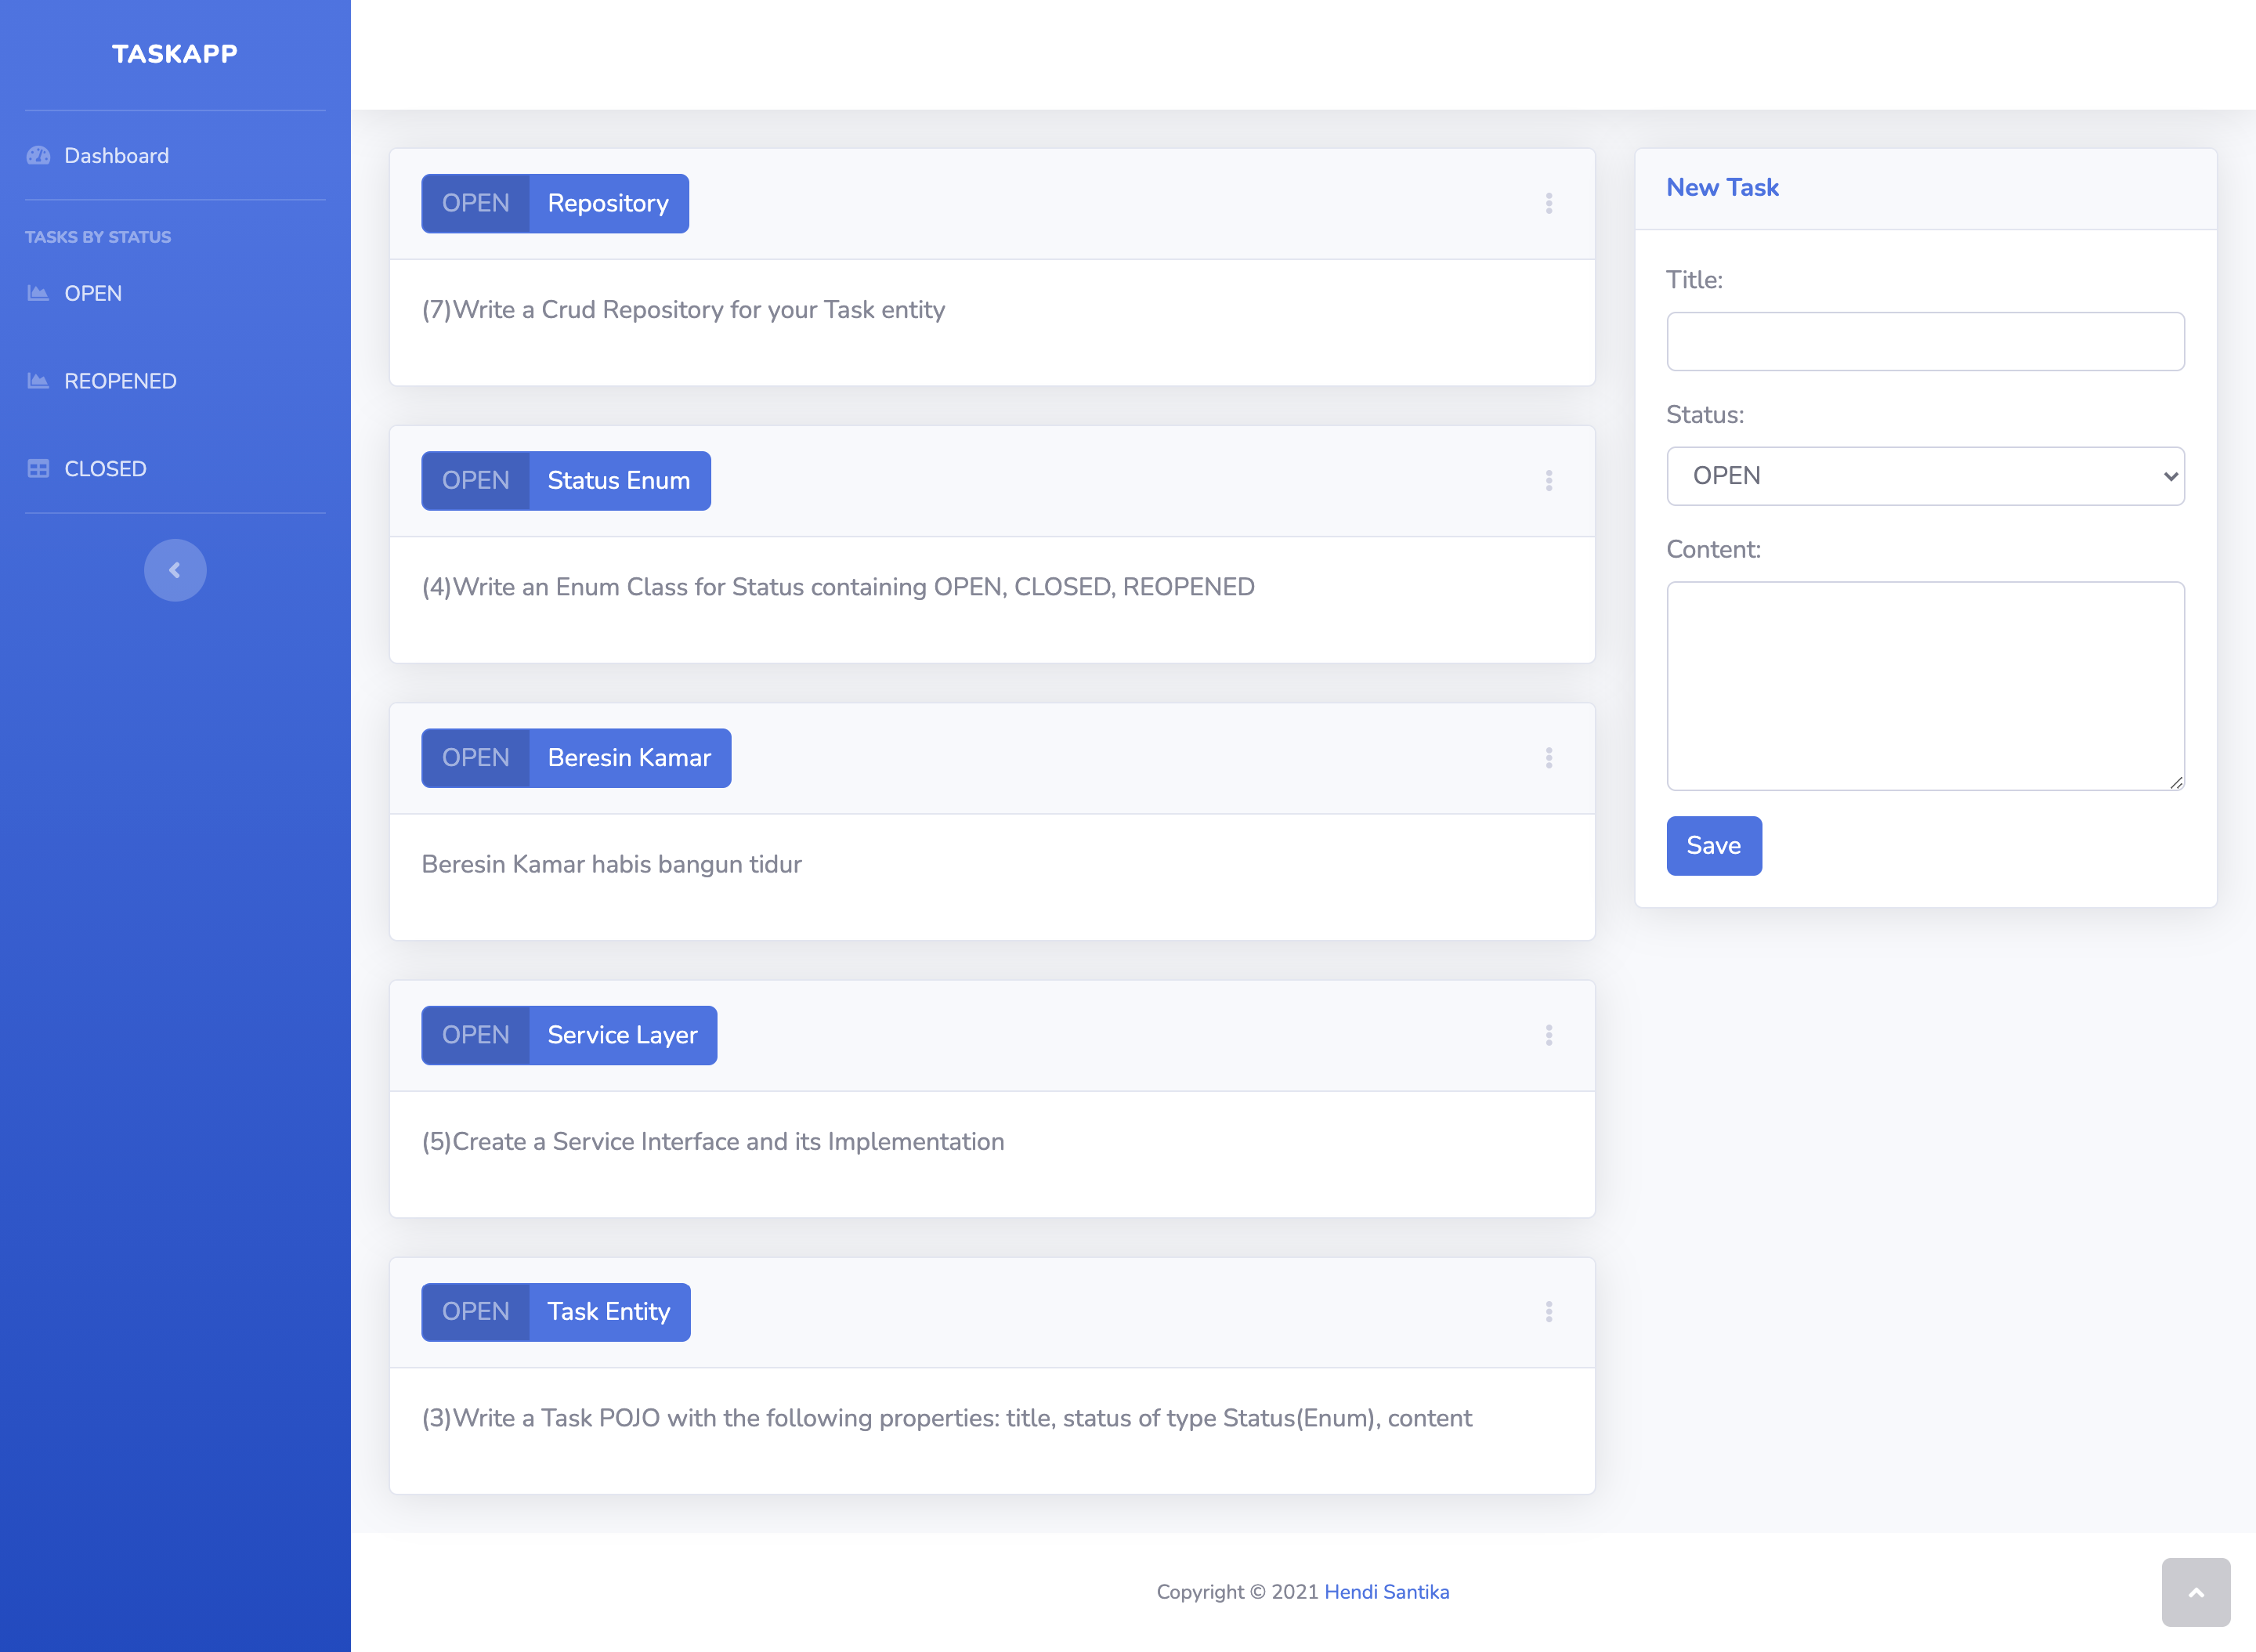 TASKAPP
Dashboard
TASKS BY STATUS
OPEN
REOPENED
CLOSED
OPEN Repository
(7)Write a Crud Repository for your Task entity
OPEN Status Enum
(4)Write an Enum Class for Status containing OPEN, CLOSED, REOPENED
OPEN Beresin Kamar
Beresin Kamar habis bangun tidur
OPEN Service Layer
(5)Create a Service Interface and its Implementation
OPEN Task Entity
(3)Write a Task POJO with the following properties: title, status of type Status(Enum), content
New Task
Title:
Status:
OPEN
Content:
Save
Copyright © 2021 Hendi Santika